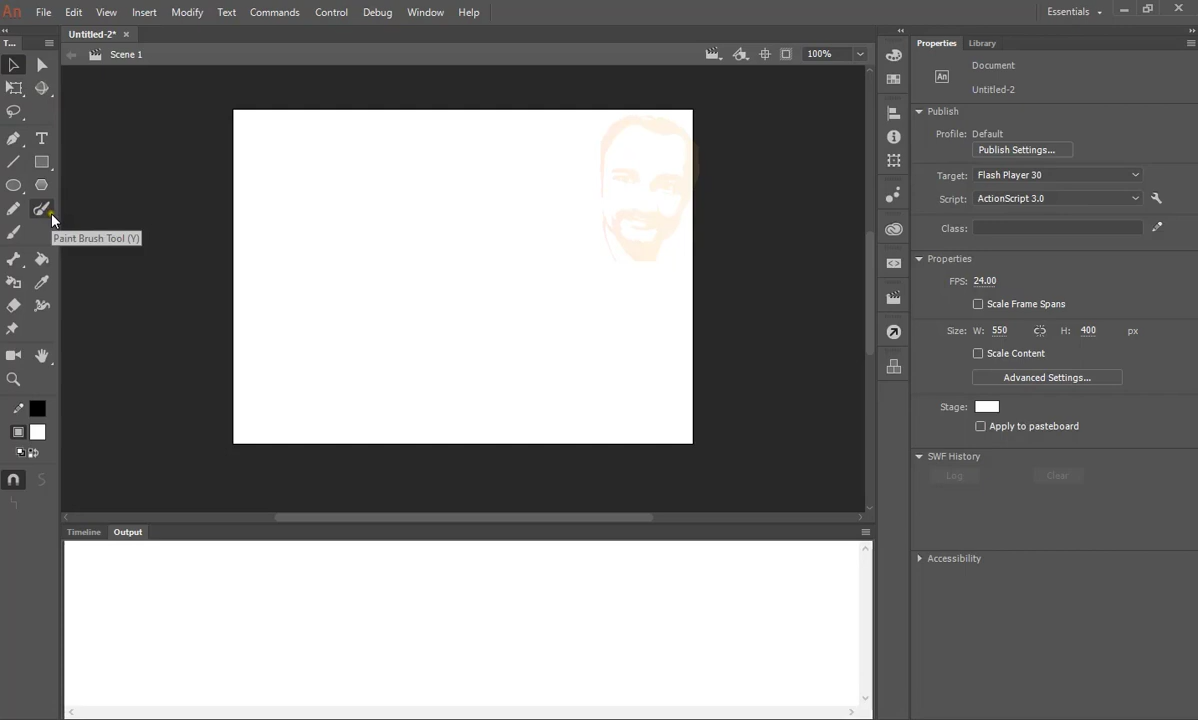 An File Edit View Insert Modify Text Commands Control Debug Window Help Essentials
Untitled-2*
T...
Properties Library
Scene 1
100%
Document
An
Untitled-2
Publish
Profile: Default
Publish Settings...
Target: Flash Player 30
Script: ActionScript 3.0
Class:
Paint Brush Tool (Y)
Properties
FPS: 24.00
Scale Frame Spans
Size: W: 550 H: 400 px
Scale Content
Advanced Settings...
Stage:
Apply to pasteboard
SWF History
Log Clear
Timeline Output
Accessibility